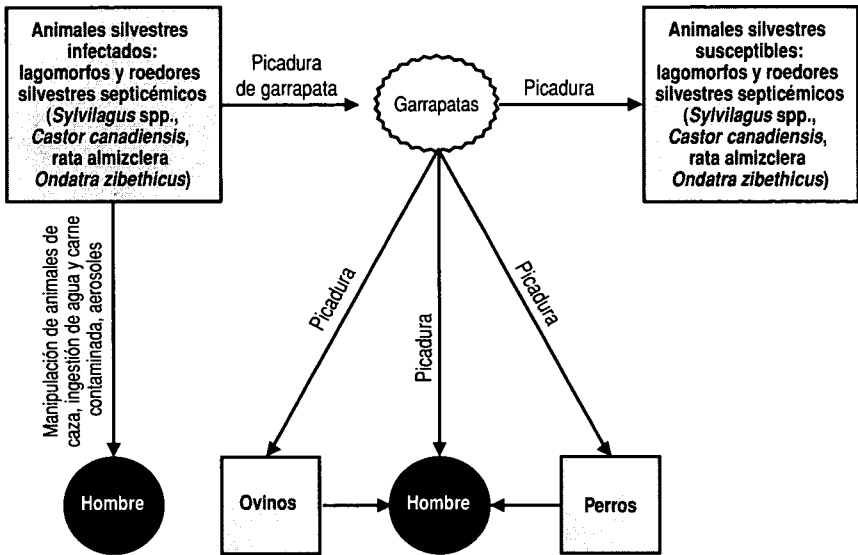 Animales silvestres
infectados:
lagomorfos y roedores
silvestres septicémicos
(Sylvilagus spp.,
Castor canadiensis,
rata almizclera
Ondatra zibethicus)
Picadura
de garrapata
Garrapatas
Picadura
Animales silvestres
susceptibles:
lagomorfos y roedores
silvestres septicémicos
(Sylvilagus spp.,
Castor canadiensis,
rata almizclera
Ondatra zibethicus)
Manipulación de animales de
caza, ingestión de agua y carne
contaminada, aerosoles
Picadura
Picadura
Picadura
Hombre
Ovinos
Hombre
Perros